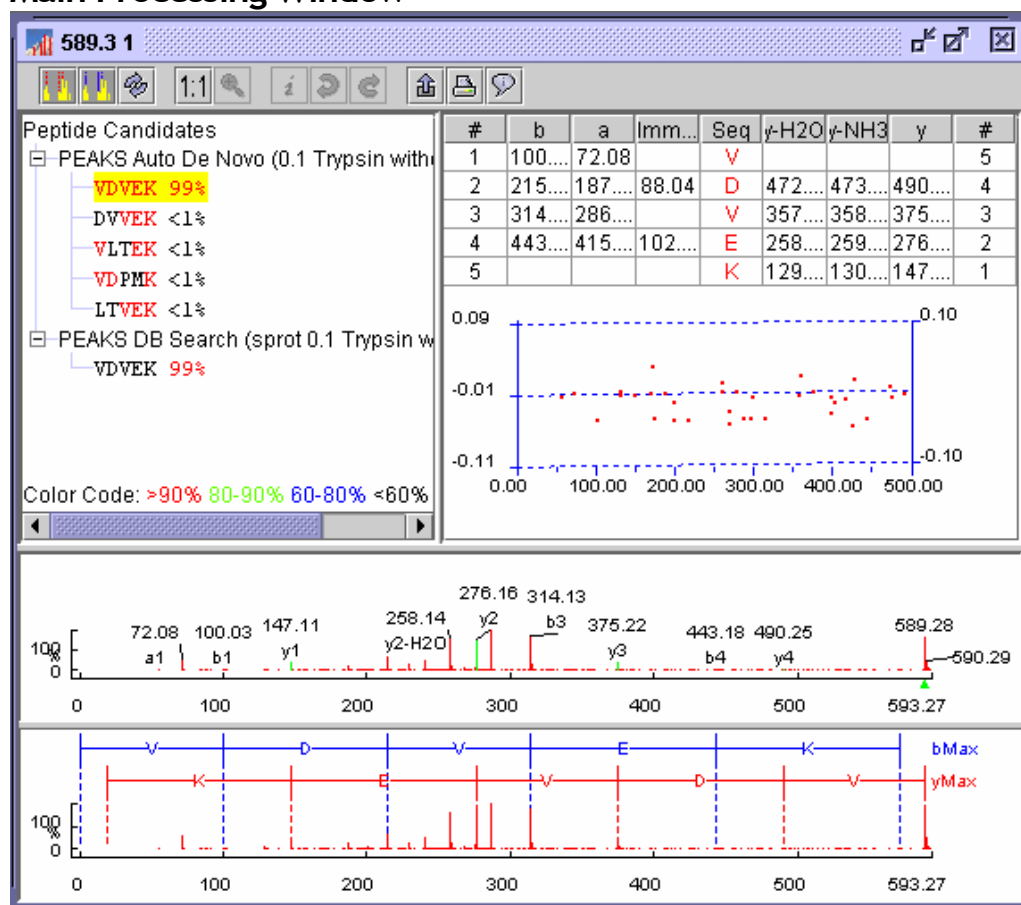 Main Processing Window
589.3 1
1:1 i
Peptide Candidates
PEAKS Auto De Novo (0.1 Trypsin with
VDVEK 99%
DVVEK <1%
VLTEK <1%
VDPMK <1%
LTVEK <1%
PEAKS DB Search (sprot 0.1 Trypsin w
VDVEK 99%
Color Code: >90% 80-90% 60-80% <60%
# b a Imm... Seq y-H2O y-NH3 y #
1 100.... 72.08 V 5
2 215.... 187.... 88.04 D 472.... 473.... 490.... 4
3 314.... 286.... V 357.... 358.... 375.... 3
4 443.... 415.... 102.... E 258.... 259.... 276.... 2
5 K 129.... 130.... 147.... 1
0.09 0.10
-0.01
-0.11 -0.10
0.00 100.00 200.00 300.00 400.00 500.00
276.16 314.13
72.08 100.03 147.11 258.14 y2 b3 375.22 443.18 490.25 589.28
a1 b1 y1 y2-H2O y3 b4 y4 590.29
100
%
0
0 100 200 300 400 500 593.27
V D V E K bMax
K E V D V yMax
100
%
0
0 100 200 300 400 500 593.27